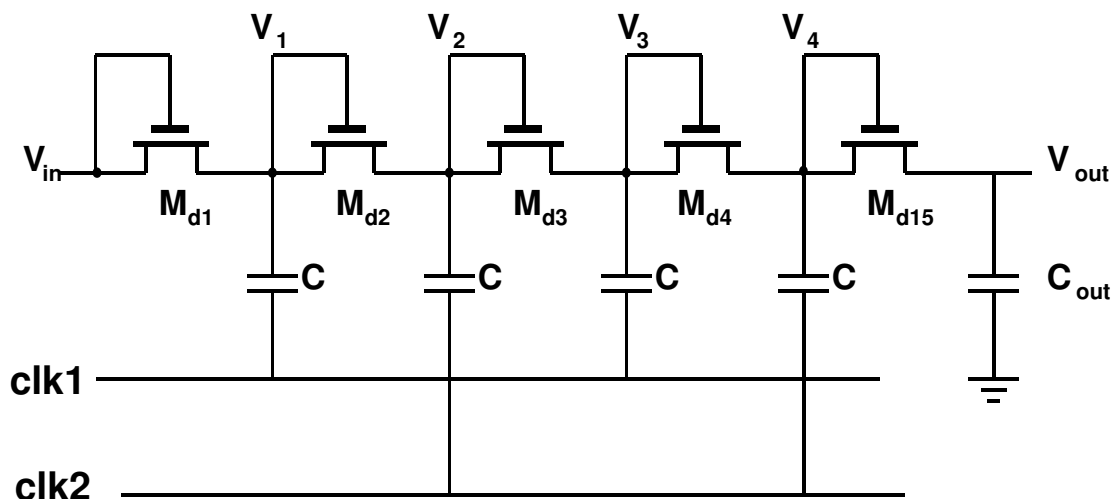 V1 V2 V3 V4
Vin Vout
Md1 Md2 Md3 Md4 Md15
C C C C Cout
clk1
clk2